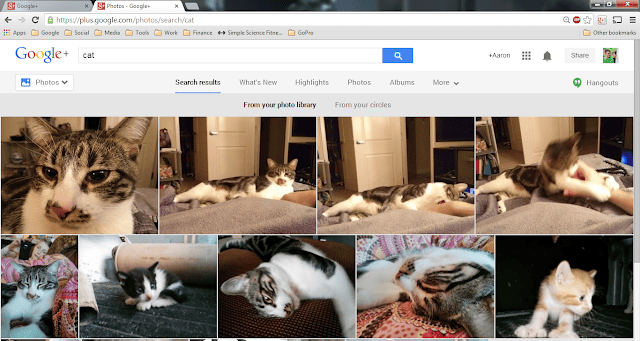 Google+
Photos - Google+
https://plus.google.com/photos/search/cat
Apps Google Social Media Tools Work Finances Simple Science Fitne... GoPro Other bookmarks
Google+ cat +Aaron Share
Photos Search results What's New Highlights Photos Albums More Hangouts
From your photo library From your circles